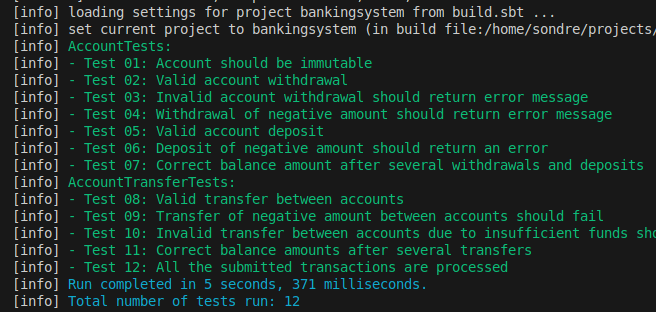 [info] loading settings for project bankingsystem from build.sbt ...
[info] set current project to bankingsystem (in build file:/home/sondre/projects/
[info] AccountTests:
[info] - Test 01: Account should be immutable
[info] - Test 02: Valid account withdrawal
[info] - Test 03: Invalid account withdrawal should return error message
[info] - Test 04: Withdrawal of negative amount should return error message
[info] - Test 05: Valid account deposit
[info] - Test 06: Deposit of negative amount should return an error
[info] - Test 07: Correct balance amount after several withdrawals and deposits
[info] AccountTransferTests:
[info] - Test 08: Valid transfer between accounts
[info] - Test 09: Transfer of negative amount between accounts should fail
[info] - Test 10: Invalid transfer between accounts due to insufficient funds sho
[info] - Test 11: Correct balance amounts after several transfers
[info] - Test 12: All the submitted transactions are processed
[info] Run completed in 5 seconds, 371 milliseconds.
[info] Total number of tests run: 12